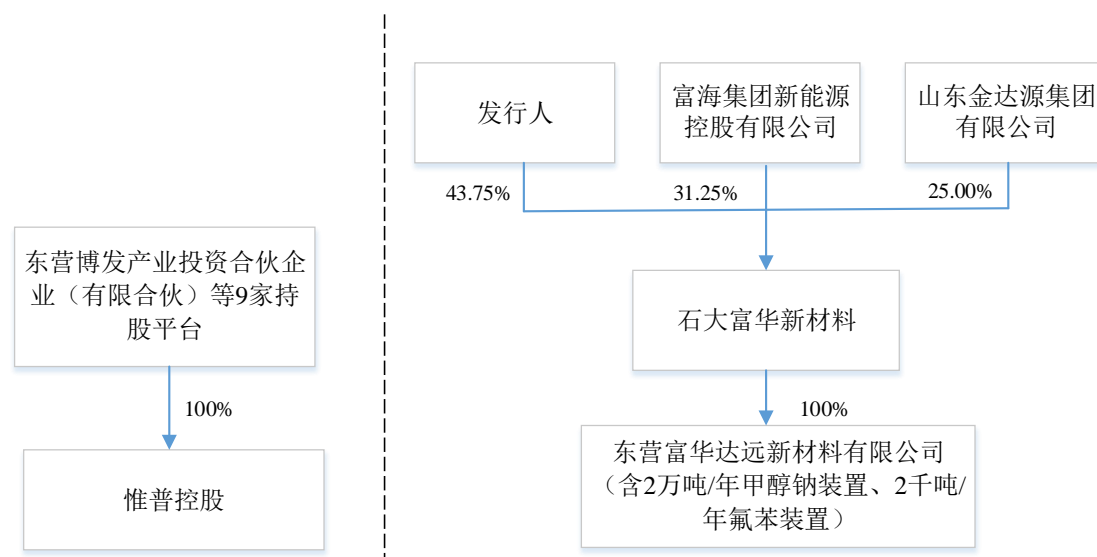 东营博发产业投资合伙企
业（有限合伙）等9家持
股平台
100%
惟普控股
发行人
富海集团新能源
控股有限公司
山东金达源集团
有限公司
43.75%
31.25%
25.00%
石大富华新材料
100%
东营富华达远新材料有限公司
（含2万吨/年甲醇钠装置、2千吨/
年氟苯装置）